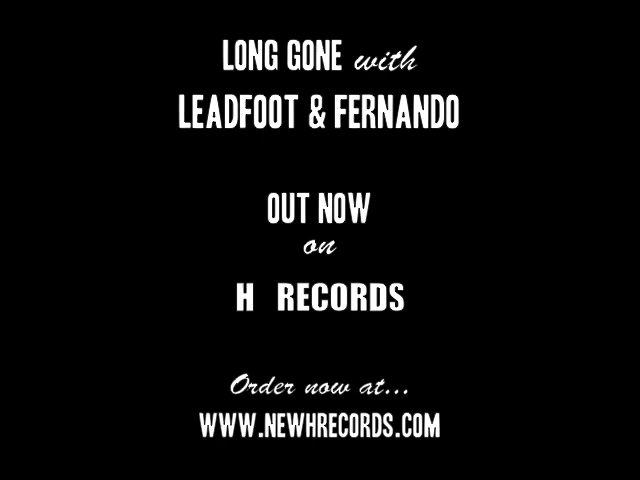 LONG GONE with
LEADFOOT & FERNANDO
OUT NOW
on
H RECORDS
Order now at...
WWW.NEWHRECORDS.COM